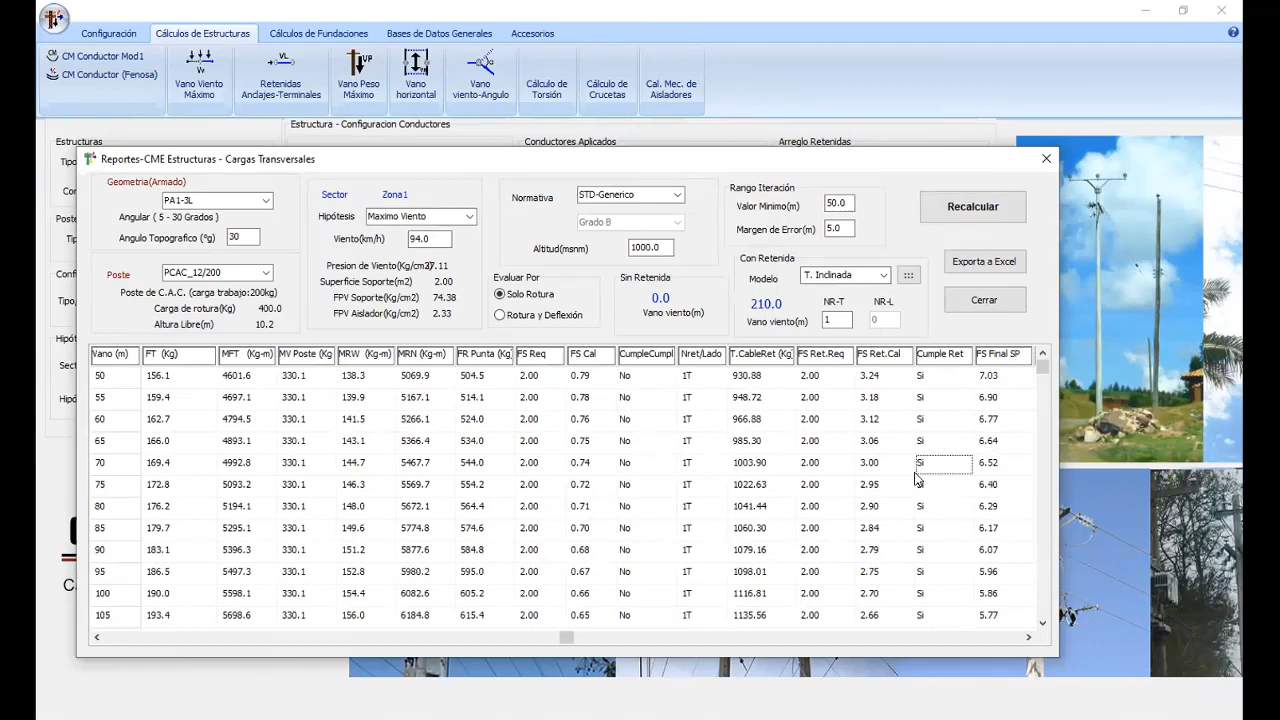 Configuración Cálculos de Estructuras Cálculos de Fundaciones Bases de Datos Generales Accesorios
CM Conductor Mod1
CM Conductor (Fenosa)
Vano Viento Máximo
Retenidas Anclajes-Terminales
Vano Peso Máximo
Vano horizontal
Vano viento-Angulo
Cálculo de Torsión
Cálculo de Crucetas
Cal. Mec. de Aisladores
Estructura - Configuracion Conductores
Estructuras
Conductores Aplicados
Arreglo Retenidas
Reportes-CME Estructuras - Cargas Transversales
Geometria(Armado)
PA1-3L
Angular ( 5 - 30 Grados )
Angulo Topografico (ºg) 30
Poste PCAC_12/200
Poste de C.A.C. (carga trabajo:200kg)
Carga de rotura(Kg) 400.0
Altura Libre(m) 10.2
Sector Zona1
Hipótesis Maximo Viento
Viento(km/h) 94.0
Presion de Viento(Kg/cm2)
Superficie Soporte(m2) 2.00
FPV Soporte(Kg/cm2) 74.38
FPV Aislador(Kg/cm2) 2.33
Normativa STD-Generico
Grado B
Altitud(msnm) 1000.0
Evaluar Por
Solo Rotura
Rotura y Deflexión
Sin Retenida
0.0
Vano viento(m)
Rango Iteración
Valor Minimo(m) 50.0
Margen de Error(m) 5.0
Con Retenida
Modelo T. Inclinada
210.0 NR-T NR-L
Vano viento(m) 1 0
Recalcular
Exporta a Excel
Cerrar
Vano (m) FT (Kg) MFT (Kg-m) MV Poste (Kg MRW (Kg-m) MRN (Kg-m) FR Punta (Kg) FS Req FS Cal CumpleCumpl Nret/Lado T.CableRet (Kg FS Ret.Req FS Ret.Cal Cumple Ret FS Final SP
50 156.1 4601.6 330.1 138.3 5069.9 504.5 2.00 0.79 No 1T 930.88 2.00 3.24 Si 7.03
55 159.4 4697.1 330.1 139.9 5167.1 514.1 2.00 0.78 No 1T 948.72 2.00 3.18 Si 6.90
60 162.7 4794.5 330.1 141.5 5266.1 524.0 2.00 0.76 No 1T 966.88 2.00 3.12 Si 6.77
65 166.0 4893.1 330.1 143.1 5366.4 534.0 2.00 0.75 No 1T 985.30 2.00 3.06 Si 6.64
70 169.4 4992.8 330.1 144.7 5467.7 544.0 2.00 0.74 No 1T 1003.90 2.00 3.00 Si 6.52
75 172.8 5093.2 330.1 146.3 5569.7 554.2 2.00 0.72 No 1T 1022.63 2.00 2.95 Si 6.40
80 176.2 5194.1 330.1 148.0 5672.1 564.4 2.00 0.71 No 1T 1041.44 2.00 2.90 Si 6.29
85 179.7 5295.1 330.1 149.6 5774.8 574.6 2.00 0.70 No 1T 1060.30 2.00 2.84 Si 6.17
90 183.1 5396.3 330.1 151.2 5877.6 584.8 2.00 0.68 No 1T 1079.16 2.00 2.79 Si 6.07
95 186.5 5497.3 330.1 152.8 5980.2 595.0 2.00 0.67 No 1T 1098.01 2.00 2.75 Si 5.96
100 190.0 5598.1 330.1 154.4 6082.6 605.2 2.00 0.66 No 1T 1116.81 2.00 2.70 Si 5.86
105 193.4 5698.6 330.1 156.0 6184.8 615.4 2.00 0.65 No 1T 1135.56 2.00 2.66 Si 5.77